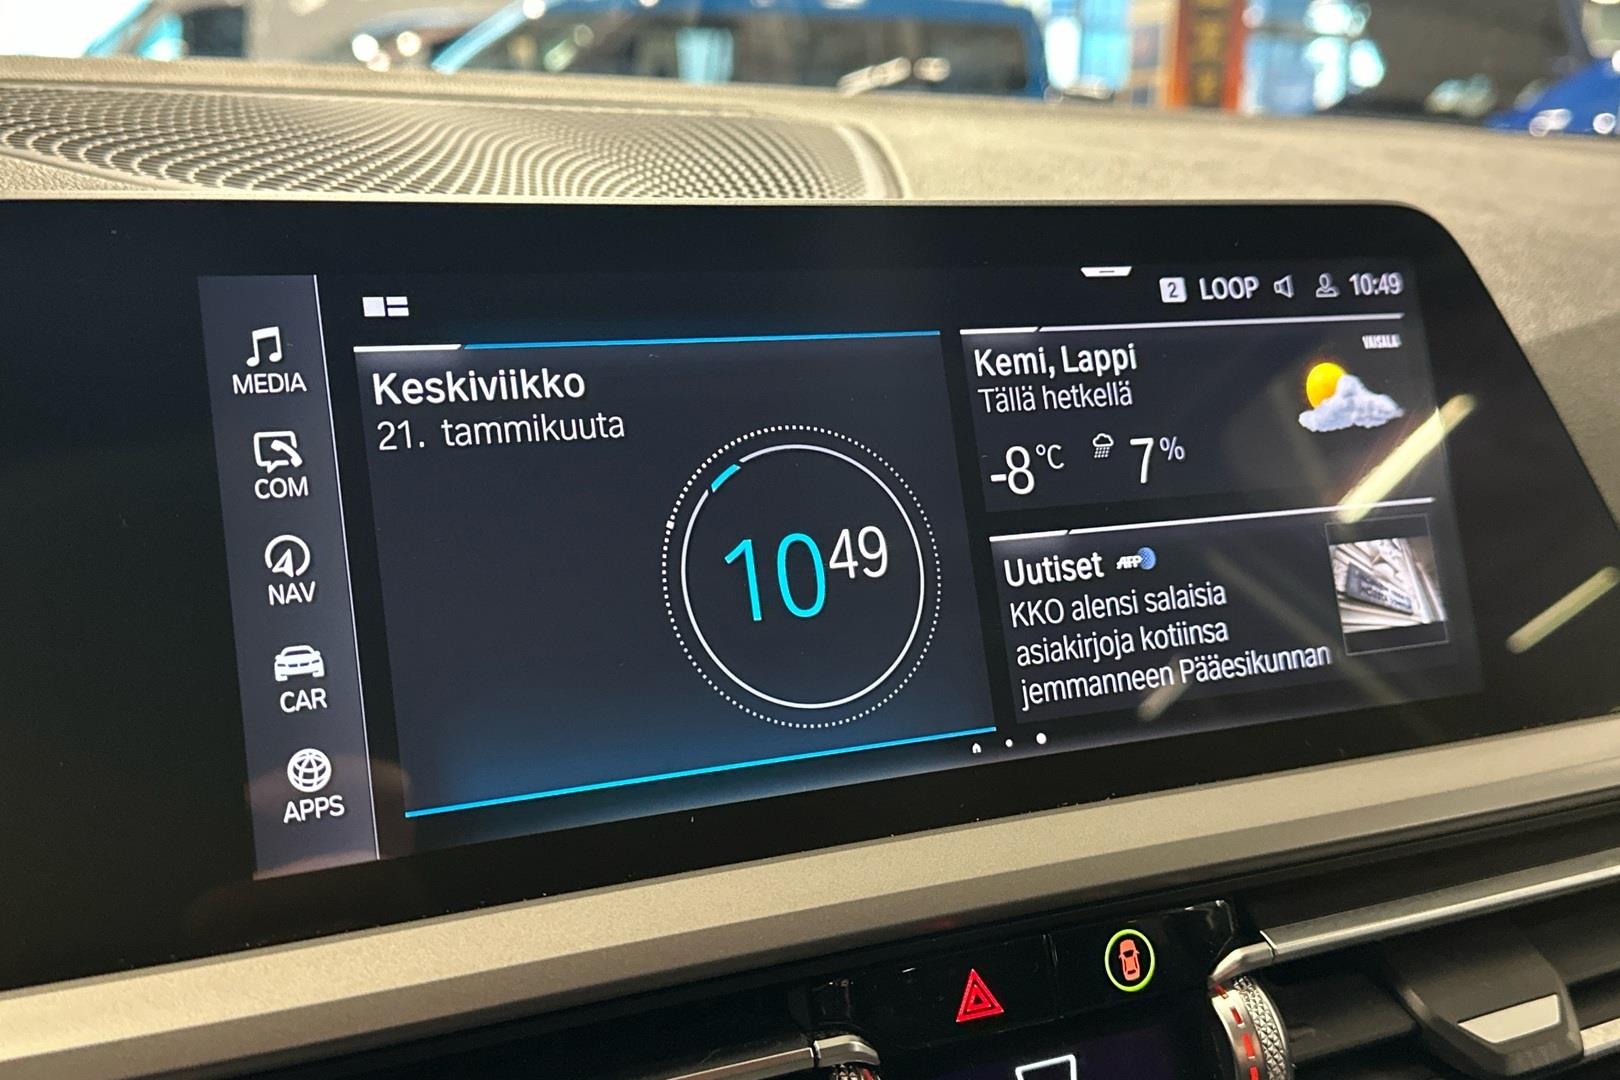 2 LOOP 10:49
MEDIA
COM
NAV
CAR
APPS
Keskiviikko
21. tammikuuta
10 49
Kemi, Lappi
VAISALA
Tällä hetkellä
-8 °C 7 %
Uutiset AFP
KKO alensi salaisia
asiakirjoja kotiinsa
jemmanneen Pääesikunnan